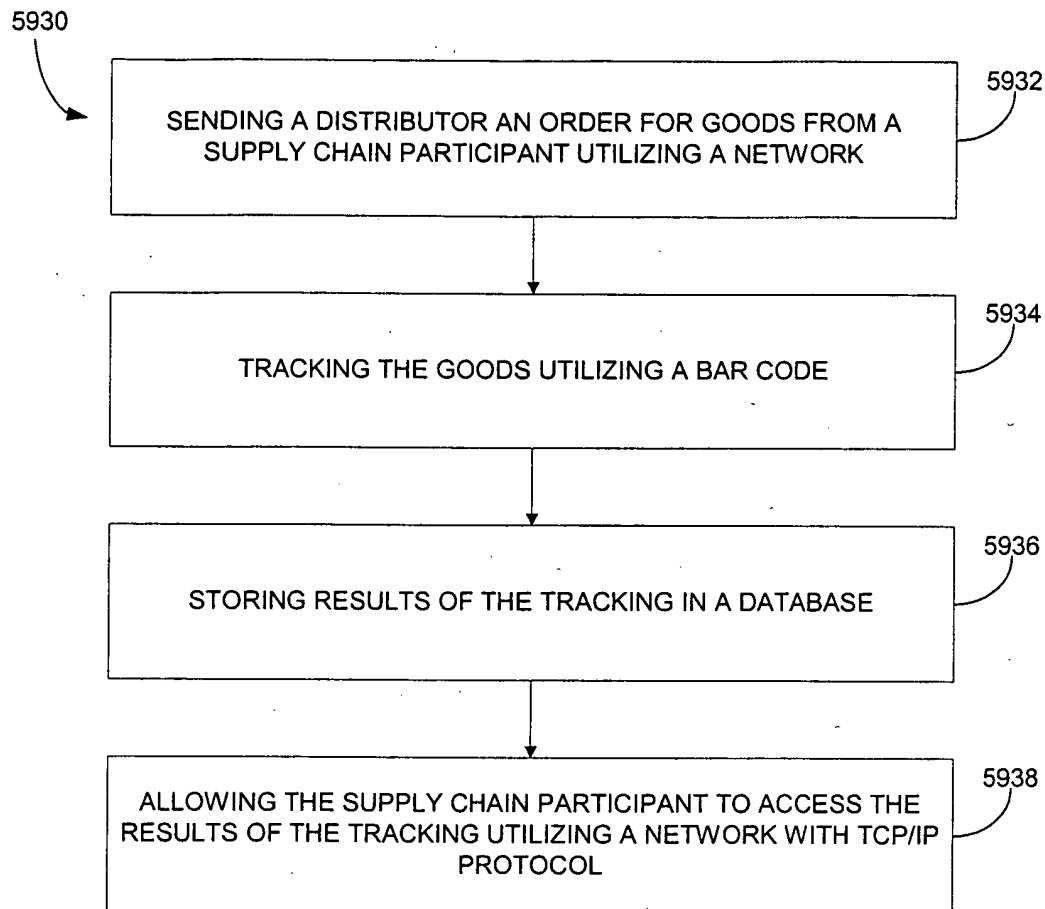 5930
5932
SENDING A DISTRIBUTOR AN ORDER FOR GOODS FROM A
SUPPLY CHAIN PARTICIPANT UTILIZING A NETWORK
5934
TRACKING THE GOODS UTILIZING A BAR CODE
5936
STORING RESULTS OF THE TRACKING IN A DATABASE
5938
ALLOWING THE SUPPLY CHAIN PARTICIPANT TO ACCESS THE
RESULTS OF THE TRACKING UTILIZING A NETWORK WITH TCP/IP
PROTOCOL